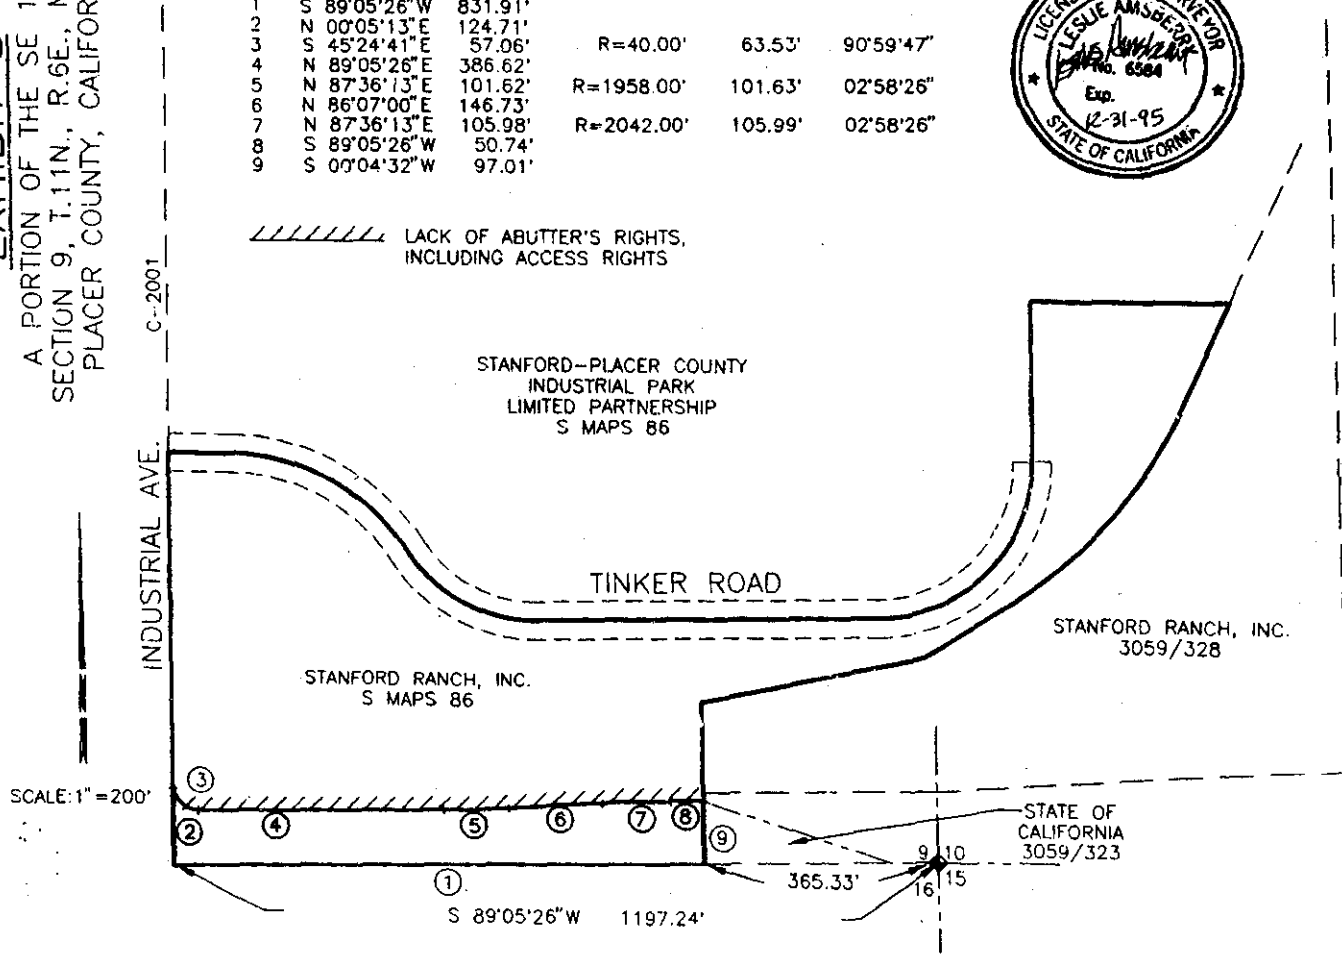 A PORTION OF THE SE 1
SECTION 9, T.11N., R.6E., M
PLACER COUNTY, CALIFOR
1 S 89°05'26"W 831.91'
2 N 00°05'13"E 124.71'
3 S 45°24'41"E 57.06' R=40.00' 63.53' 90°59'47"
4 N 89°05'26"E 386.62'
5 N 87°36'13"E 101.62' R=1958.00' 101.63' 02°58'26"
6 N 86°07'00"E 146.73'
7 N 87°36'13"E 105.98' R=2042.00' 105.99' 02°58'26"
8 S 89°05'26"W 50.74'
9 S 00°04'32"W 97.01'
LESLIE AMSBERRY
No. 6584
Exp.
12-31-95
STATE OF CALIFORNIA
LACK OF ABUTTER'S RIGHTS,
INCLUDING ACCESS RIGHTS
C-2001
STANFORD-PLACER COUNTY
INDUSTRIAL PARK
LIMITED PARTNERSHIP
S MAPS 86
INDUSTRIAL AVE.
TINKER ROAD
STANFORD RANCH, INC.
3059/328
STANFORD RANCH, INC.
S MAPS 86
SCALE: 1"=200'
3
2
4
5
6
7
8
9
STATE OF
CALIFORNIA
3059/323
9 10
16 15
365.33'
1
S 89°05'26"W 1197.24'